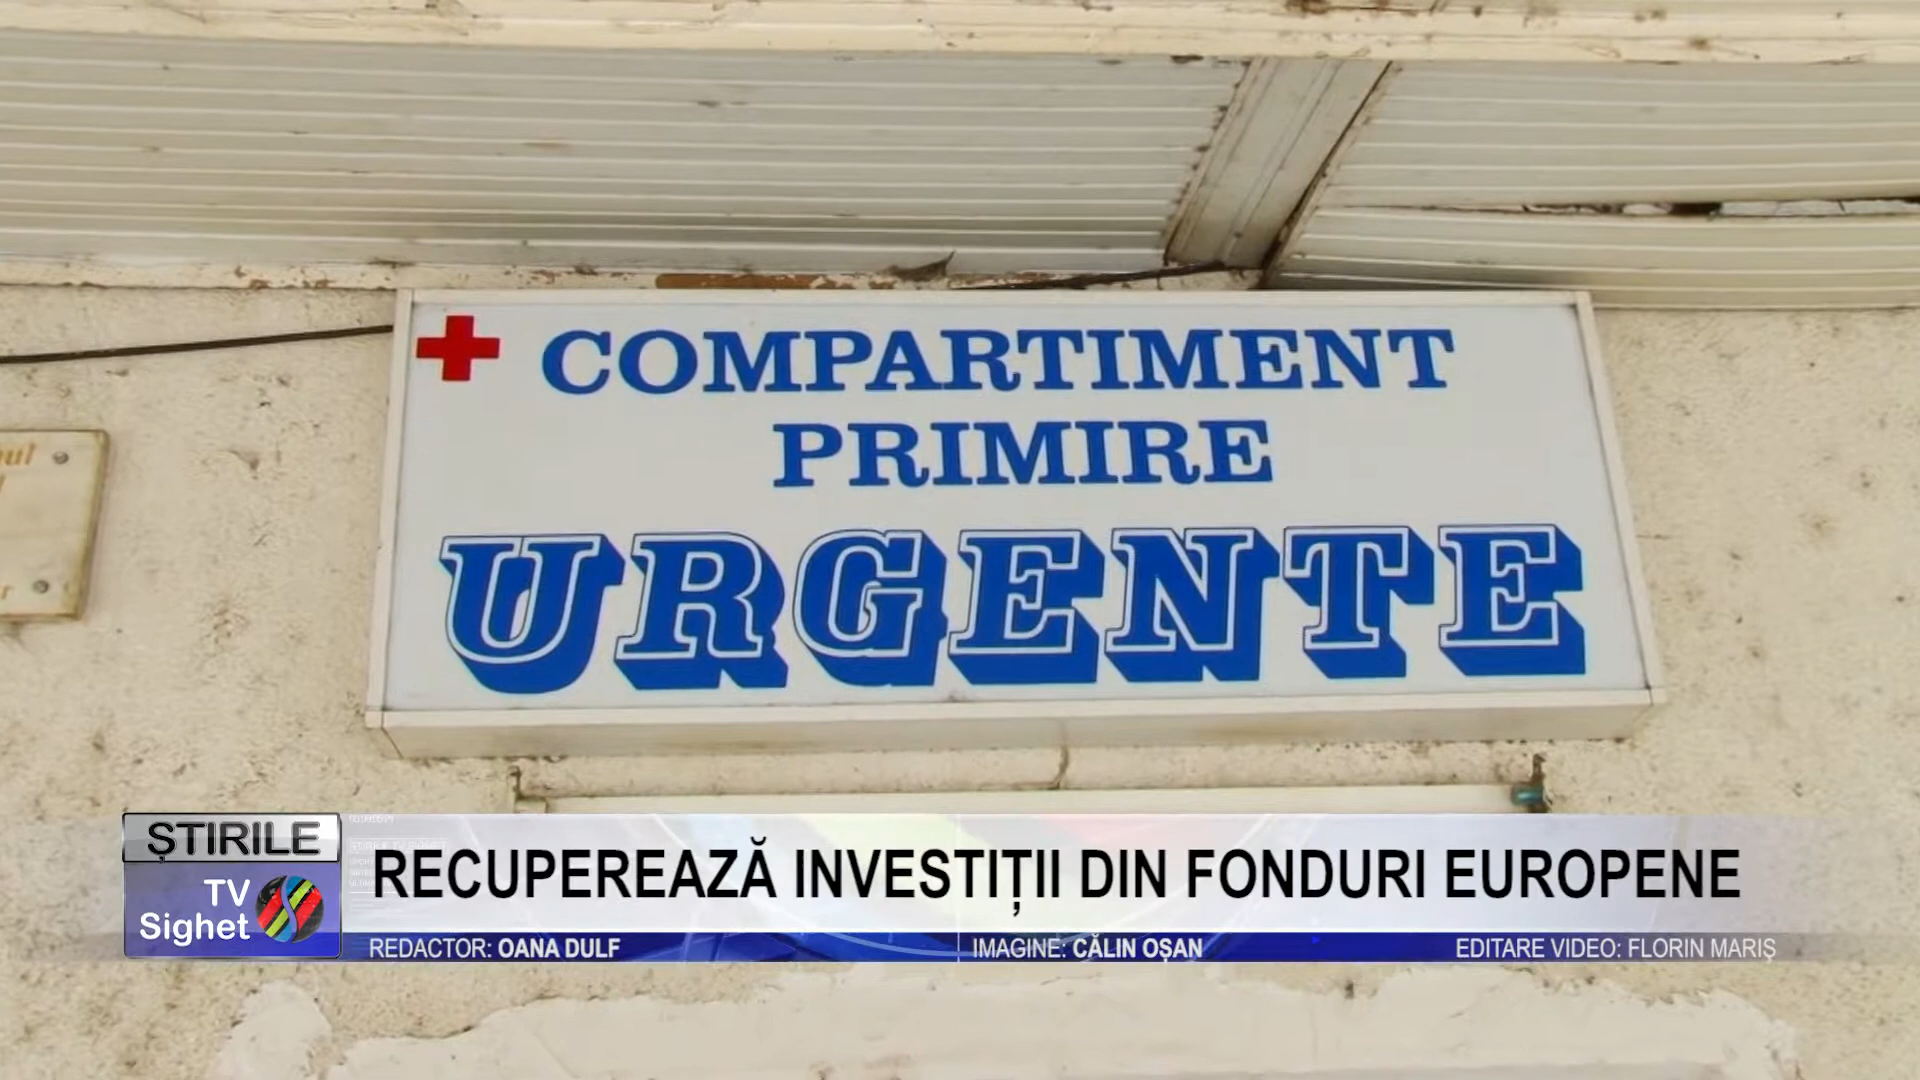 COMPARTIMENT
PRIMIRE
URGENTE
ȘTIRILE
TV
Sighet
RECUPEREAZĂ INVESTIȚII DIN FONDURI EUROPENE
REDACTOR: OANA DULF
IMAGINE: CĂLIN OȘAN
EDITARE VIDEO: FLORIN MARIȘ